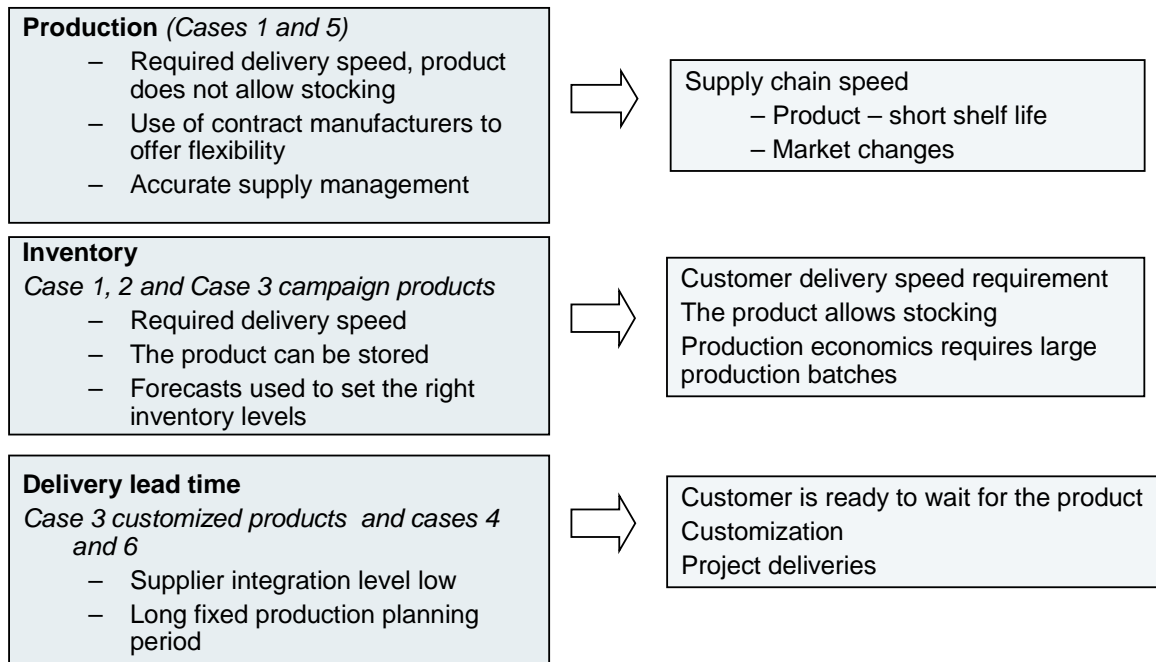 Production (Cases 1 and 5)
– Required delivery speed, product
does not allow stocking
– Use of contract manufacturers to
offer flexibility
– Accurate supply management
Supply chain speed
– Product – short shelf life
– Market changes
Inventory
Case 1, 2 and Case 3 campaign products
– Required delivery speed
– The product can be stored
– Forecasts used to set the right
inventory levels
Customer delivery speed requirement
The product allows stocking
Production economics requires large
production batches
Delivery lead time
Case 3 customized products and cases 4
and 6
– Supplier integration level low
– Long fixed production planning
period
Customer is ready to wait for the product
Customization
Project deliveries